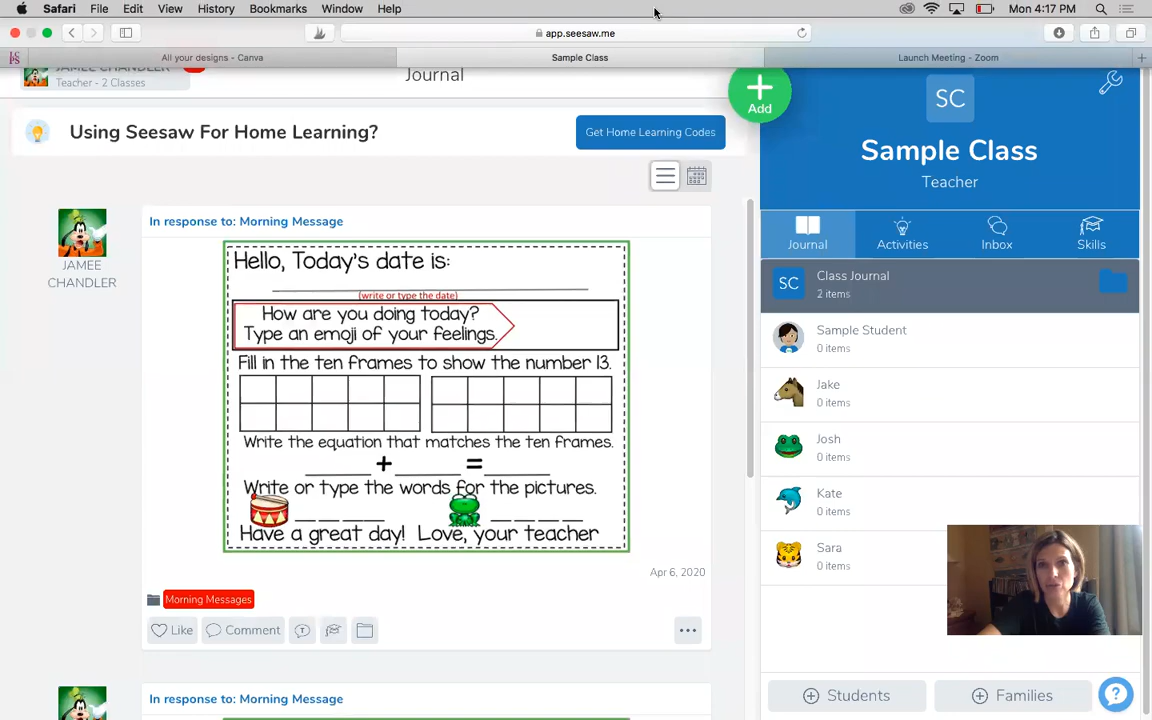 Safari File Edit View History Bookmarks Window Help Mon 4:17 PM
app.seesaw.me
All your designs - Canva Sample Class Launch Meeting - Zoom
JAMEE CHANDLER
Teacher - 2 Classes
Journal
Add
Using Seesaw For Home Learning?
Get Home Learning Codes
In response to: Morning Message
JAMEE
CHANDLER
Hello, Today's date is:
(write or type the date)
How are you doing today?
Type an emoji of your feelings.
Fill in the ten frames to show the number 13.
Write the equation that matches the ten frames.
+ =
Write or type the words for the pictures.
Have a great day! Love, your teacher
Apr 6, 2020
Morning Messages
Like Comment
In response to: Morning Message
SC
Sample Class
Teacher
Journal Activities Inbox Skills
SC
Class Journal
2 items
Sample Student
0 items
Jake
0 items
Josh
0 items
Kate
0 items
Sara
0 items
Students Families